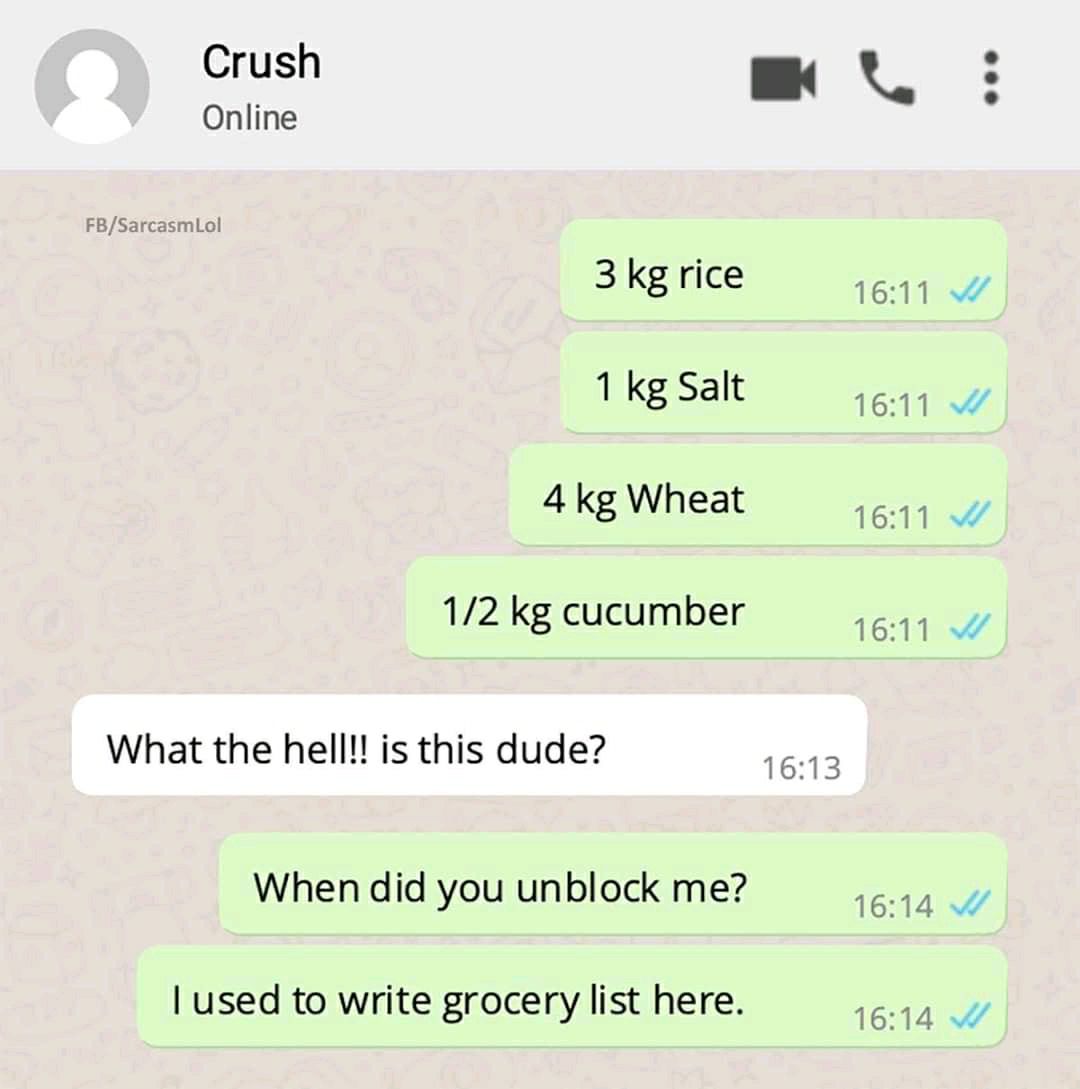 Crush
Online
FB/SarcasmLol
3 kg rice
16:11
1 kg Salt
16:11
4 kg Wheat
16:11
1/2 kg cucumber
16:11
What the hell!! is this dude?
16:13
When did you unblock me?
16:14
I used to write grocery list here.
16:14